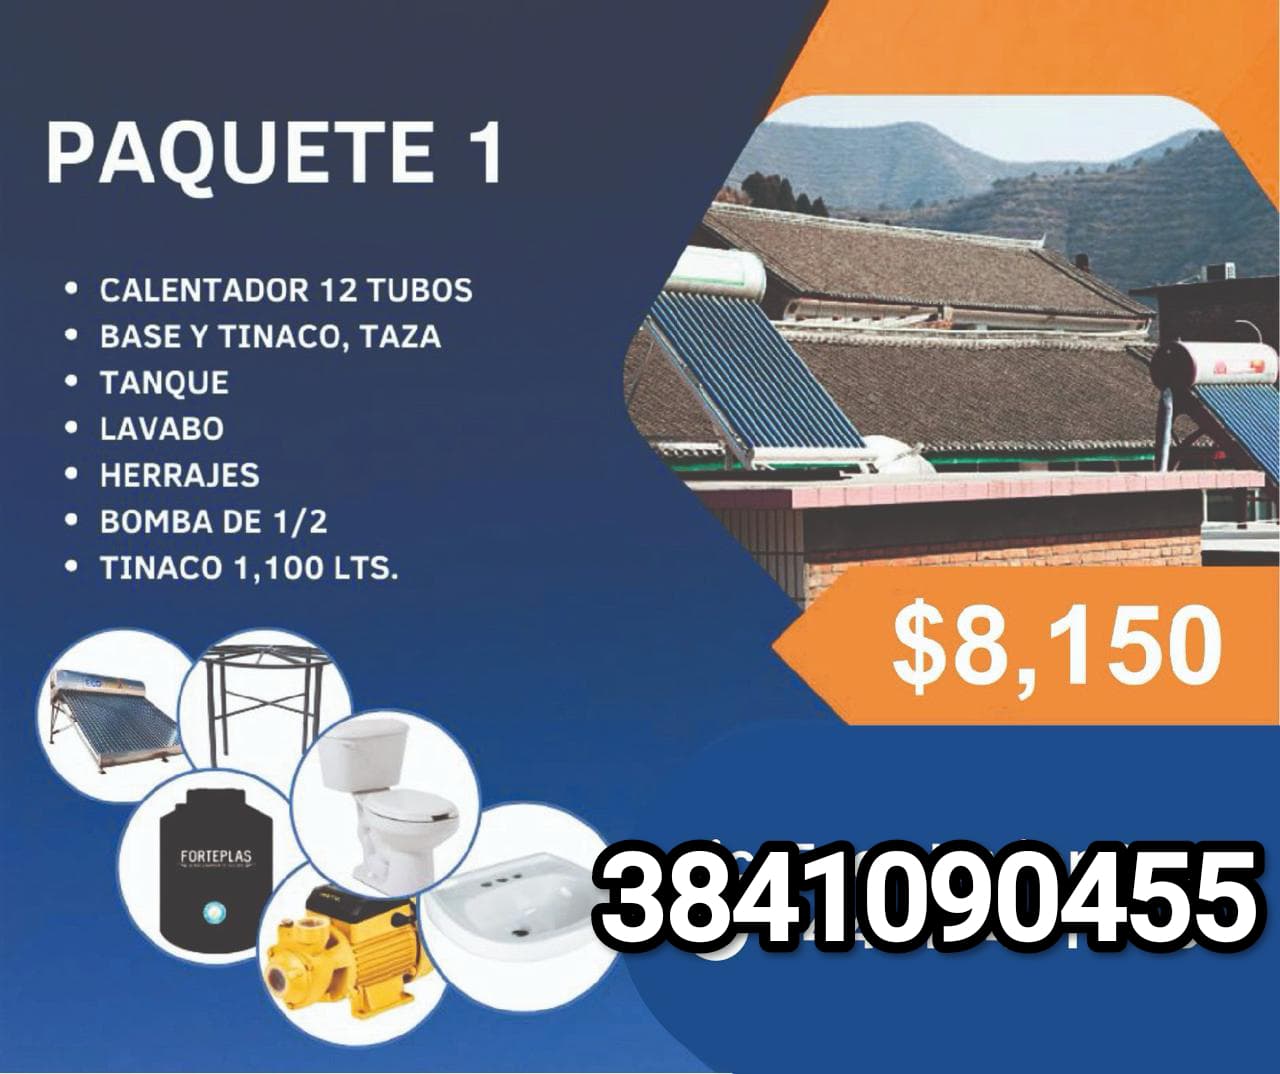 PAQUETE 1
• CALENTADOR 12 TUBOS
• BASE Y TINACO, TAZA
• TANQUE
• LAVABO
• HERRAJES
• BOMBA DE 1/2
• TINACO 1,100 LTS.
$8,150
FORTEPLAS
3841090455